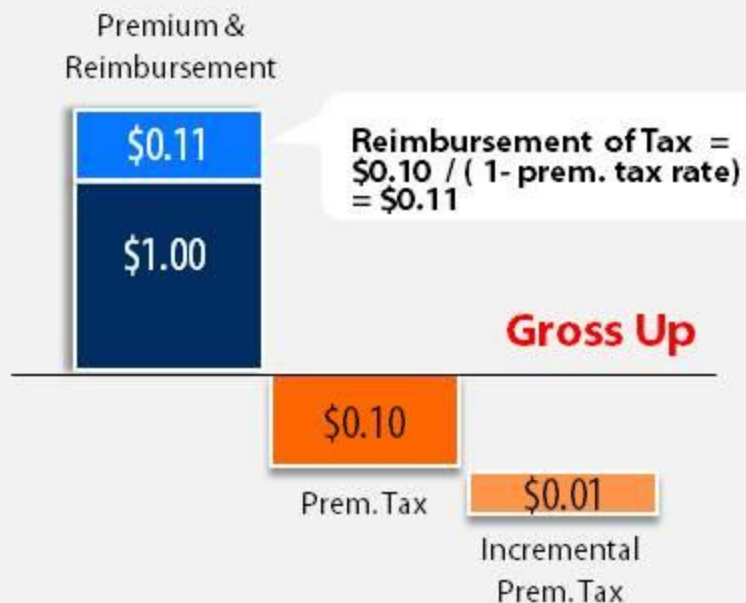 Premium &
Reimbursement
$0.11
Reimbursement of Tax =
$0.10 / ( 1- prem. tax rate)
= $0.11
$1.00
Gross Up
$0.10
Prem. Tax
$0.01
Incremental
Prem. Tax